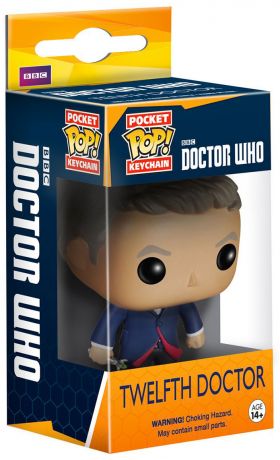 BBC
POCKET
POP!
KEYCHAIN
BBC
DOCTOR WHO
POCKET
POP!
KEYCHAIN
BBC
DOCTOR WHO
TWELFTH DOCTOR
WARNING! Choking Hazard.
May contain small parts.
AGE
14+